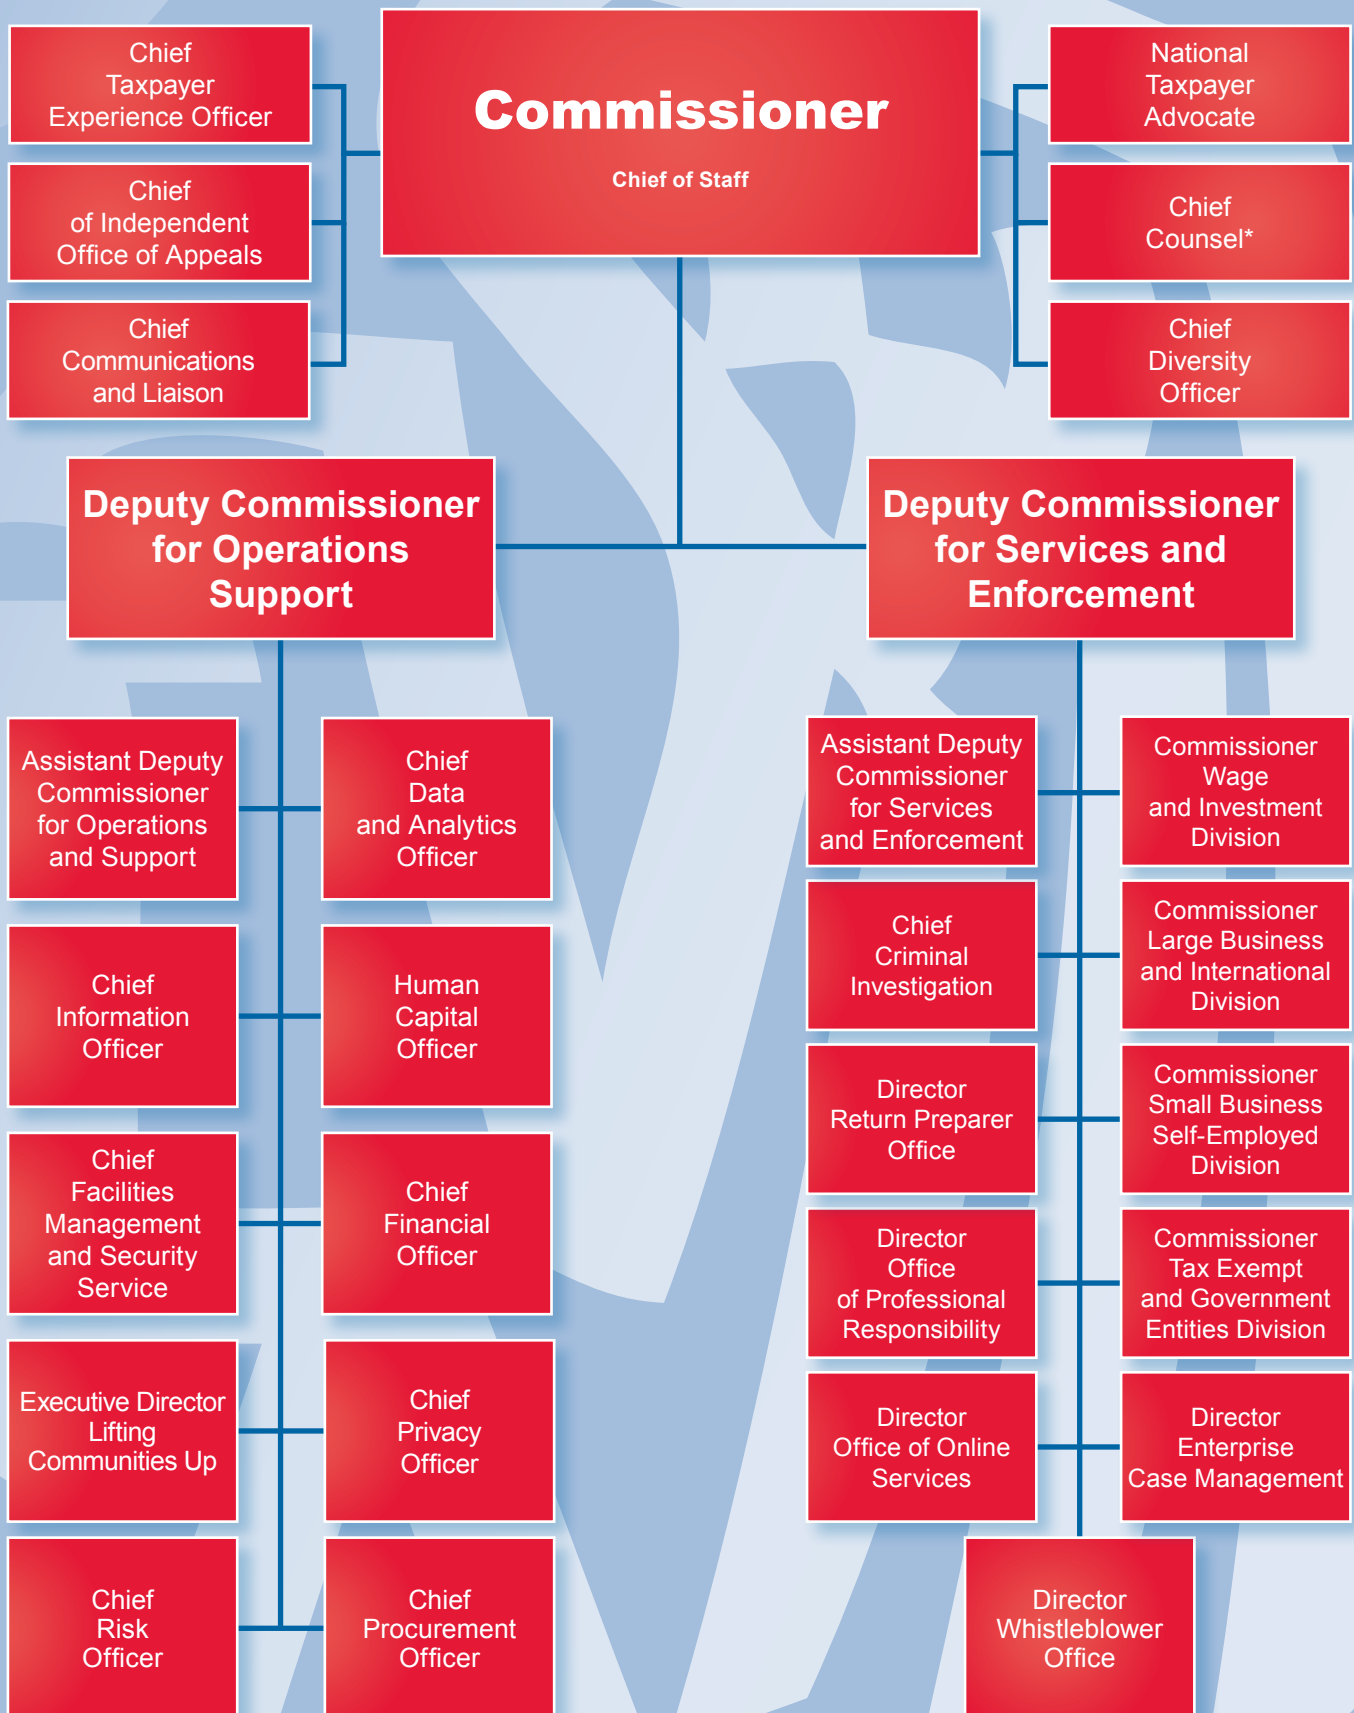 Chief
Taxpayer
Experience Officer
Commissioner
Chief of Staff
National
Taxpayer
Advocate
Chief
of Independent
Office of Appeals
Chief
Counsel*
Chief
Communications
and Liaison
Chief
Diversity
Officer
Deputy Commissioner
for Operations
Support
Deputy Commissioner
for Services and
Enforcement
Assistant Deputy
Commissioner
for Operations
and Support
Chief
Data
and Analytics
Officer
Chief
Information
Officer
Human
Capital
Officer
Chief
Facilities
Management
and Security
Service
Chief
Financial
Officer
Executive Director
Lifting
Communities Up
Chief
Privacy
Officer
Chief
Risk
Officer
Chief
Procurement
Officer
Assistant Deputy
Commissioner
for Services
and Enforcement
Commissioner
Wage
and Investment
Division
Chief
Criminal
Investigation
Commissioner
Large Business
and International
Division
Director
Return Preparer
Office
Commissioner
Small Business
Self-Employed
Division
Director
Office
of Professional
Responsibility
Commissioner
Tax Exempt
and Government
Entities Division
Director
Office of Online
Services
Director
Enterprise
Case Management
Director
Whistleblower
Office